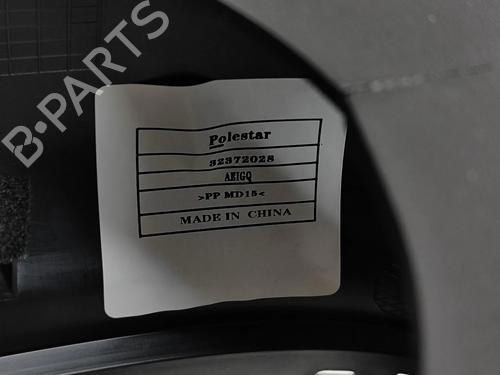 B-PARTS
Polestar
32372028
AEIGQ
>PP MD15<
MADE IN CHINA